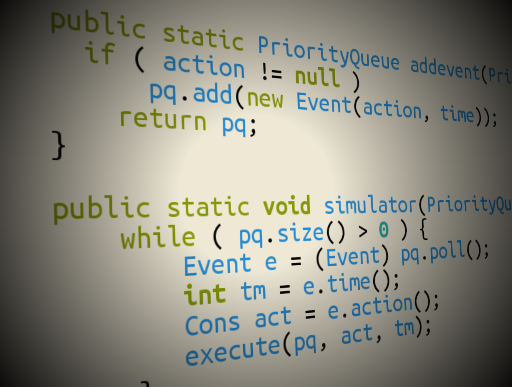 public static PriorityQueue addevent(Pri
if ( action != null )
pq.add(new Event(action, time));
return pq;
}
public static void simulator(PriorityQu
while ( pq.size() > 0 ) {
Event e = (Event) pq.poll();
int tm = e.time();
Cons act = e.action();
execute(pq, act, tm);
}